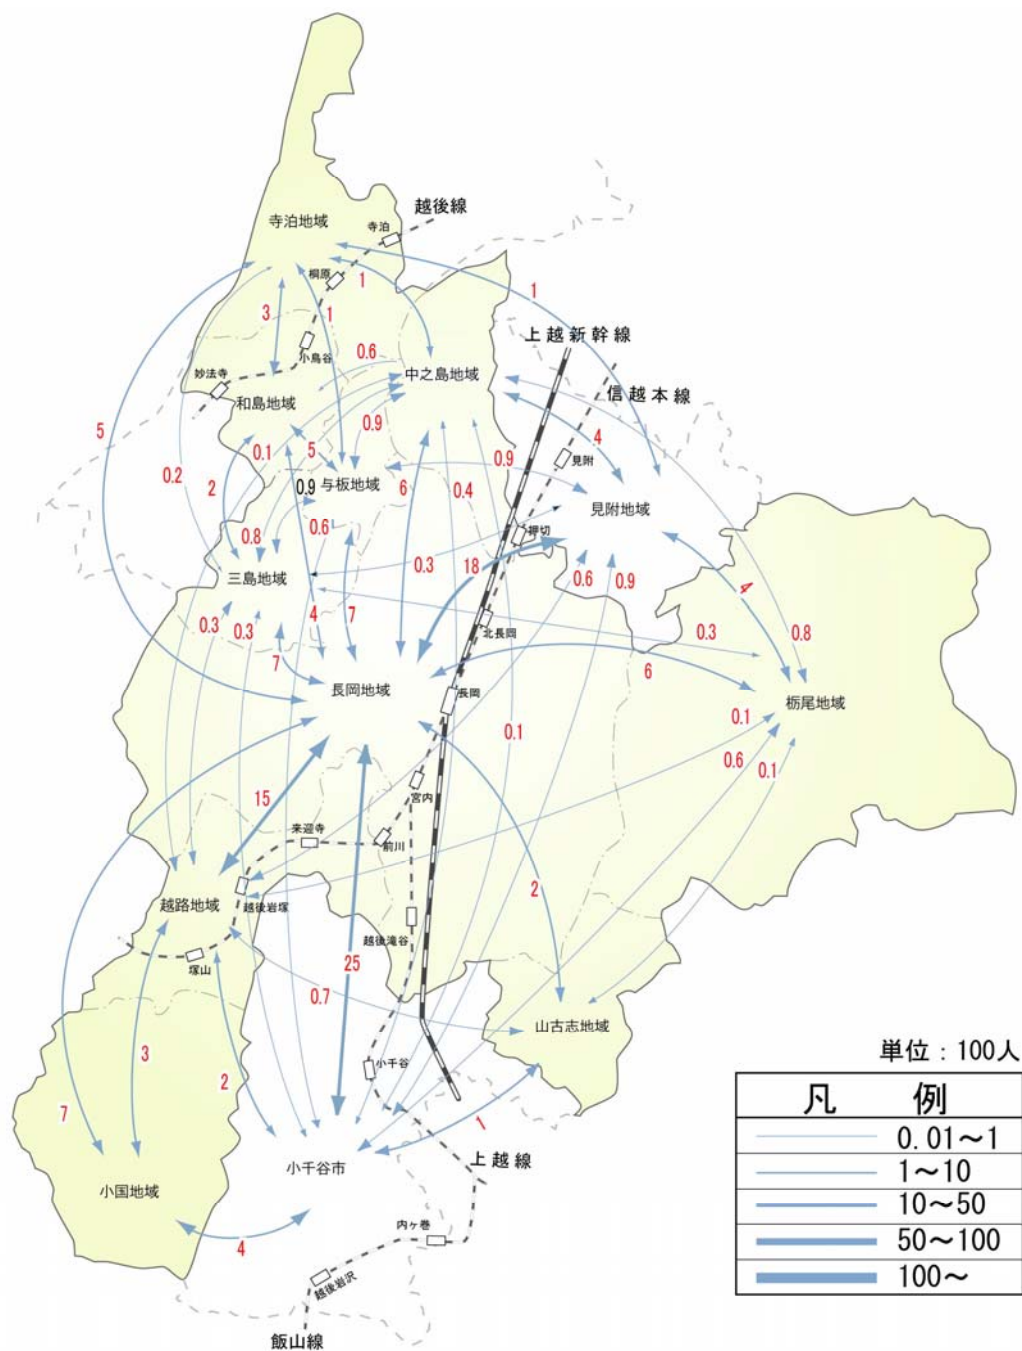 越後線
寺泊
寺泊地域
桐原
1
1
3
1
上越新幹線
小島谷
0.6
中之島地域
信越本線
妙法寺
和島地域
5
0.9
4
0.1
5
見附
2
0.2
0.9
与板地域
6
0.4
0.9
見附地域
0.8
0.6
押切
0.3
18
0.6
0.9
三島地域
4
0.3
4
7
0.3
0.3
北長岡
0.8
7
6
長岡地域
長岡
栃尾地域
0.1
0.1
0.6
0.1
15
宮内
来迎寺
前川
2
越路地域
越後岩塚
越後滝谷
塚山
25
0.7
山古志地域
単位：100人
3
2
小千谷
凡例
7
0.01～1
1
小千谷市
上越線
1～10
小国地域
10～50
内ヶ巻
4
50～100
越後岩沢
100～
飯山線